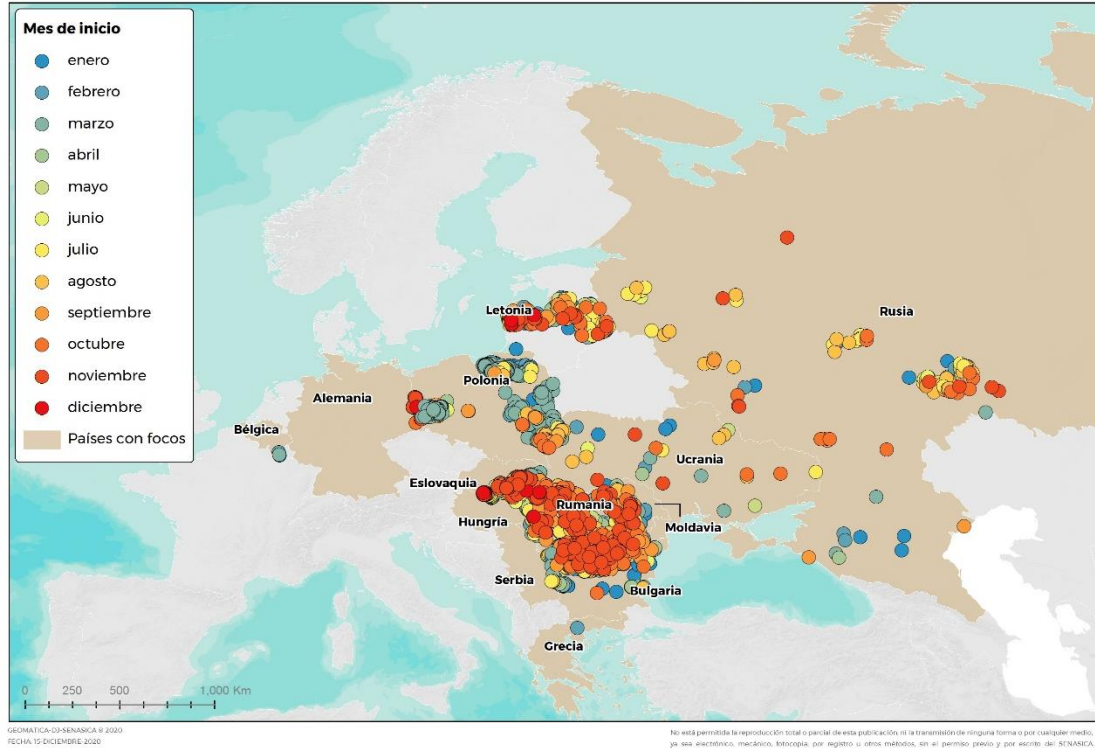 Mes de inicio
enero
febrero
marzo
abril
mayo
junio
julio
agosto
septiembre
octubre
noviembre
diciembre
Países con focos
Letonia
Rusia
Polonia
Alemania
Bélgica
Ucrania
Eslovaquia
Rumania
Hungría
Moldavia
Serbia
Bulgaria
Grecia
0 250 500 1,000 Km
GEOMÁTICA-DJ-SENASICA ® 2020
FECHA: 15-DICIEMBRE-2020
No está permitida la reproducción total o parcial de esta publicación, ni la transmisión de ninguna forma o por cualquier medio,
ya sea electrónico, mecánico, fotocopia, por registro u otros métodos, sin el permiso previo y por escrito del SENASICA.